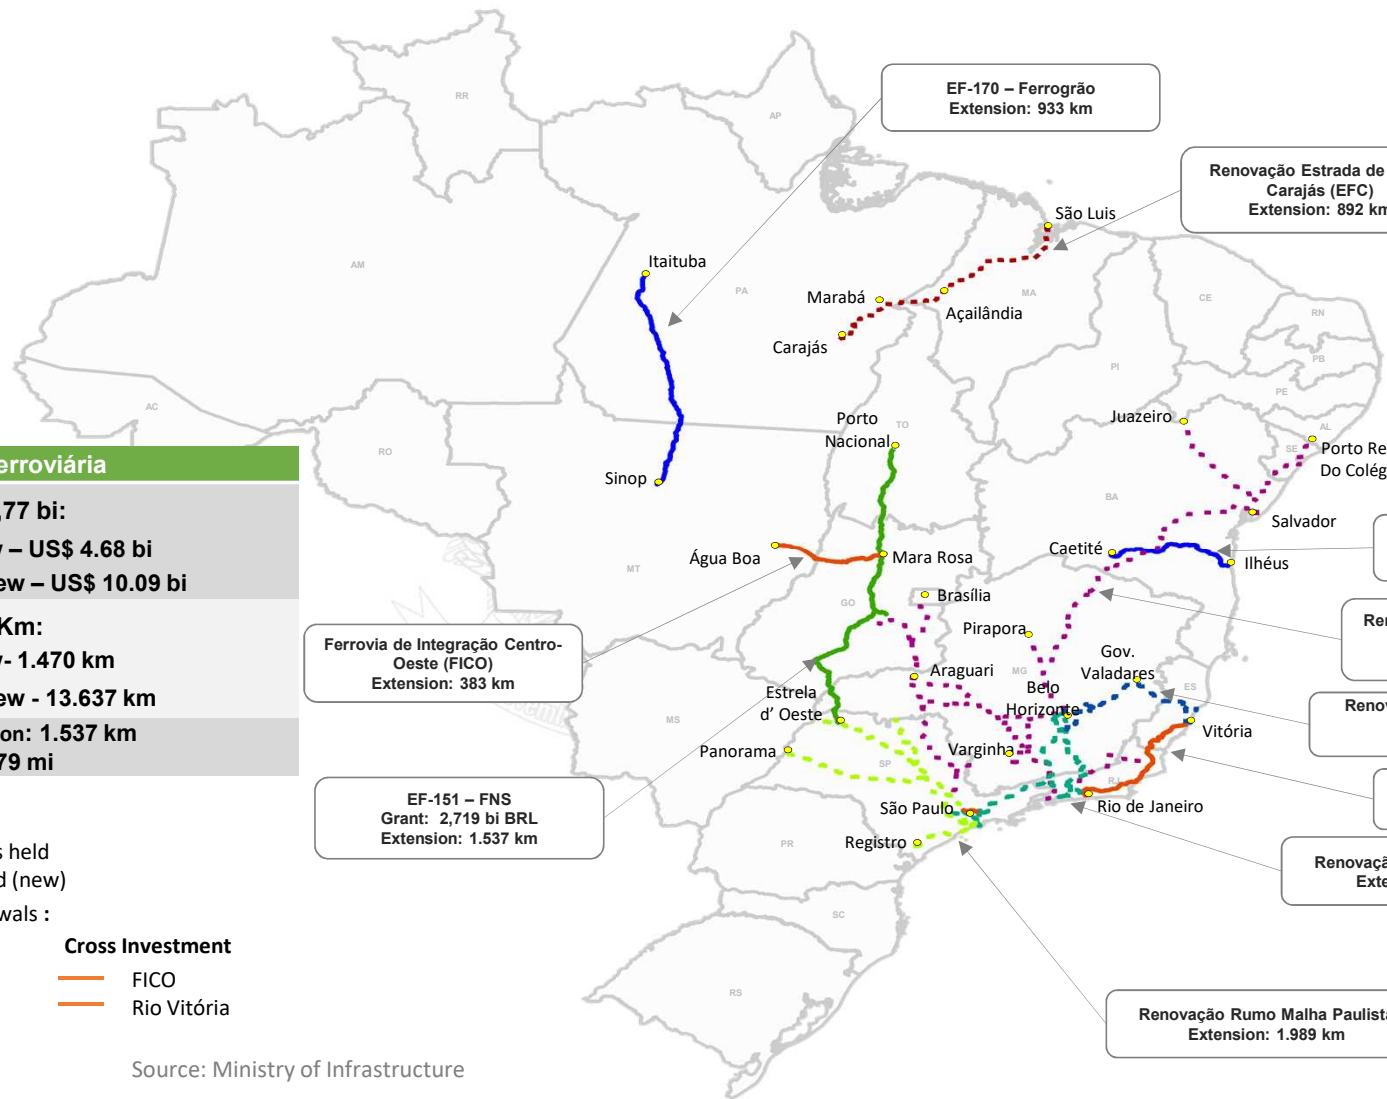 EF-170 – Ferrogrão
Extension: 933 km
Renovação Estrada de
Carajás (EFC)
Extension: 892 km
RR
AP
AM
PA
MA
CE
RN
PB
PI
PE
AL
SE
AC
RO
TO
BA
MT
GO
MG
ES
MS
SP
RJ
PR
SC
RS
São Luis
Itaituba
Marabá
Açailândia
Carajás
Juazeiro
Porto
Nacional
Porto Re
Do Colég
Sinop
Salvador
Caetité
Ilhéus
Água Boa
Mara Rosa
Brasília
Pirapora
Gov.
Valadares
Araguari
Belo
Horizonte
Estrela
d’ Oeste
Vitória
Panorama
Varginha
São Paulo
Rio de Janeiro
Registro
erroviária
,77 bi:
– US$ 4.68 bi
ew – US$ 10.09 bi
Km:
- 1.470 km
ew - 13.637 km
on: 1.537 km
79 mi
Ferrovia de Integração Centro-
Oeste (FICO)
Extension: 383 km
EF-151 – FNS
Grant: 2,719 bi BRL
Extension: 1.537 km
Ren
Renov
Renovaçã
Exte
Renovação Rumo Malha Paulista
Extension: 1.989 km
s held
d (new)
wals :
Cross Investment
FICO
Rio Vitória
Source: Ministry of Infrastructure